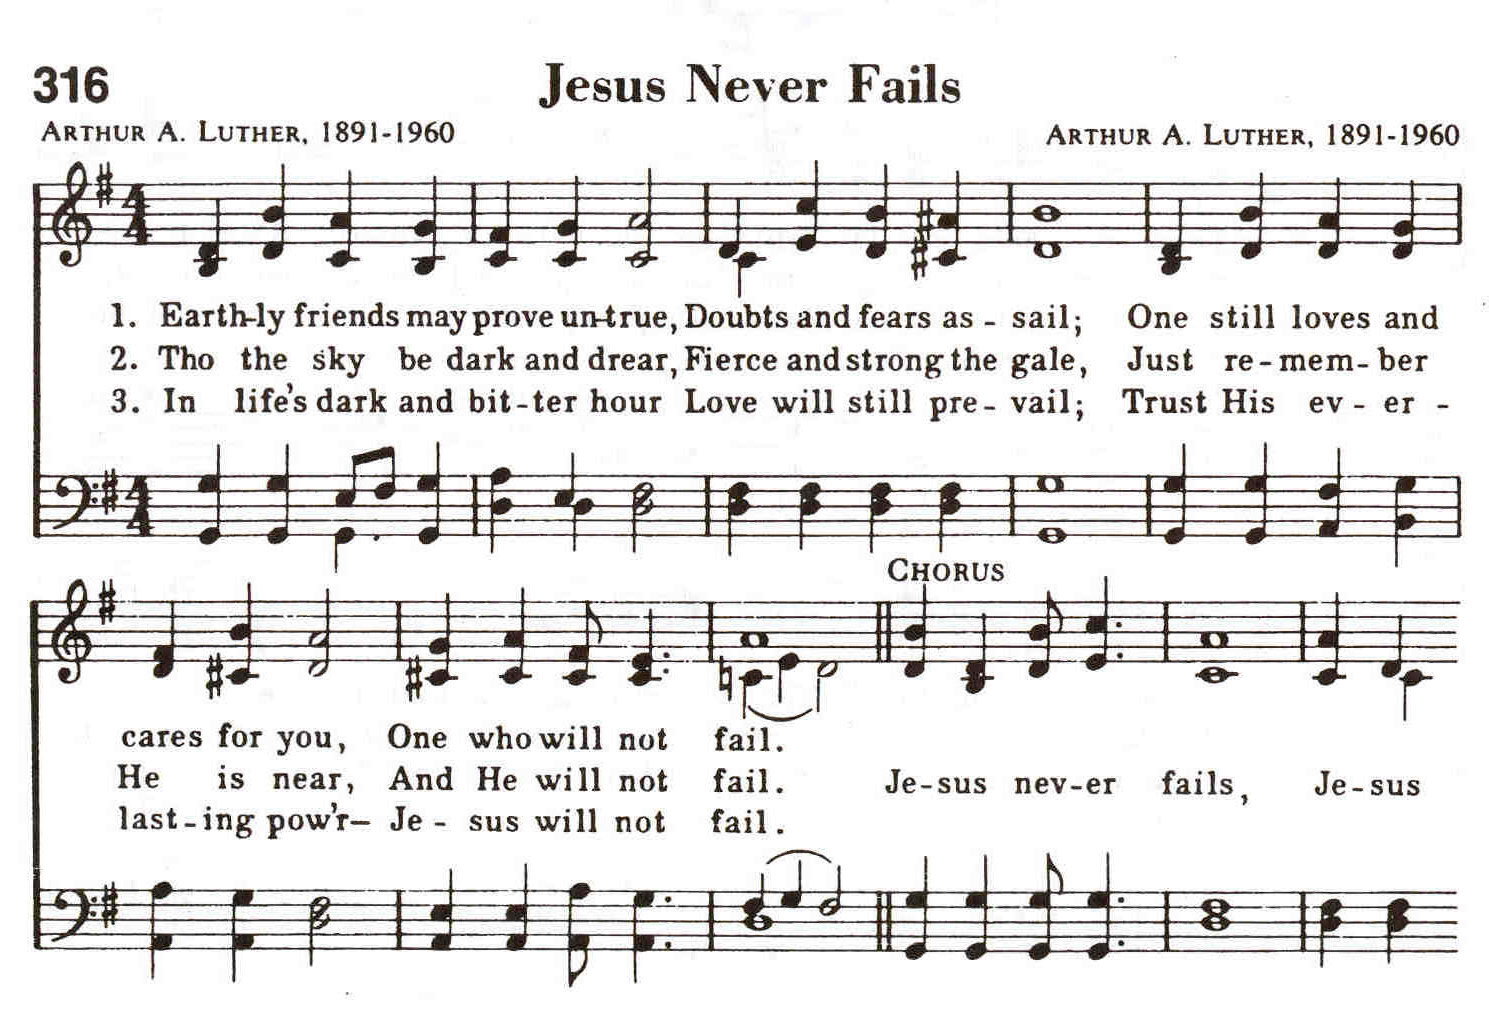 316 Jesus Never Fails
ARTHUR A. LUTHER, 1891-1960 ARTHUR A. LUTHER, 1891-1960
1. Earth-ly friends may prove un-true, Doubts and fears as - sail; One still loves and
2. Tho the sky be dark and drear, Fierce and strong the gale, Just re - mem - ber
3. In life's dark and bit - ter hour Love will still pre - vail; Trust His ev - er -
CHORUS
cares for you, One who will not fail.
He is near, And He will not fail. Je - sus nev - er fails, Je - sus
last - ing pow'r— Je - sus will not fail.